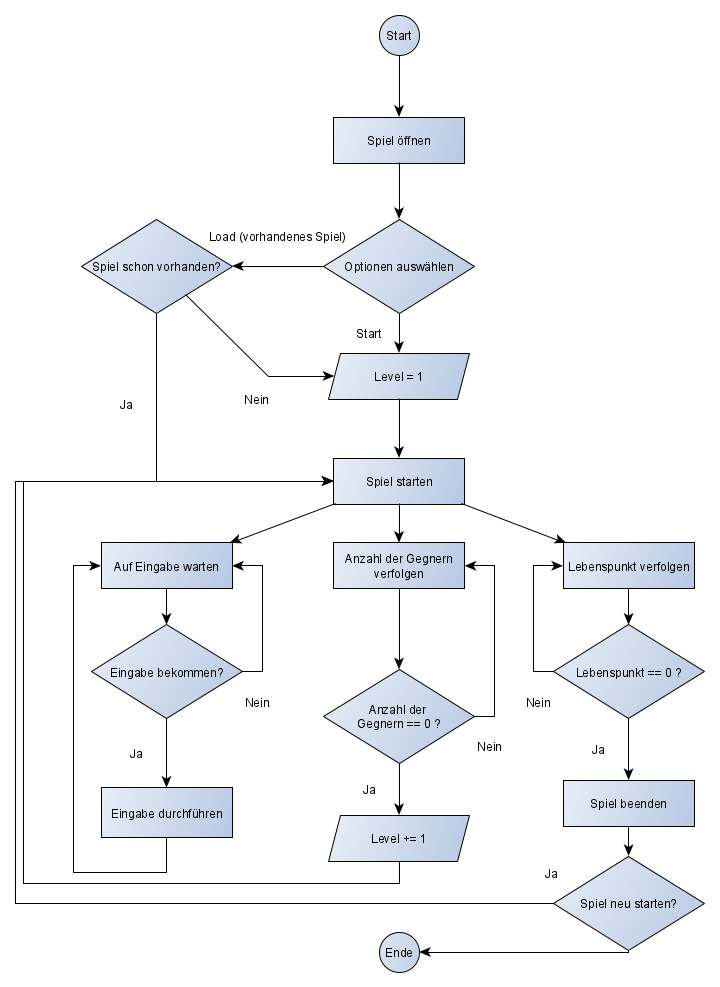 Start
Spiel öffnen
Load (vorhandenes Spiel)
Spiel schon vorhanden?
Optionen auswählen
Start
Level = 1
Nein
Ja
Spiel starten
Auf Eingabe warten
Anzahl der Gegnern
verfolgen
Lebenspunkt verfolgen
Eingabe bekommen?
Nein
Anzahl der
Gegnern == 0 ?
Nein
Lebenspunkt == 0 ?
Nein
Ja
Ja
Ja
Eingabe durchführen
Level += 1
Spiel beenden
Ja
Spiel neu starten?
Ende